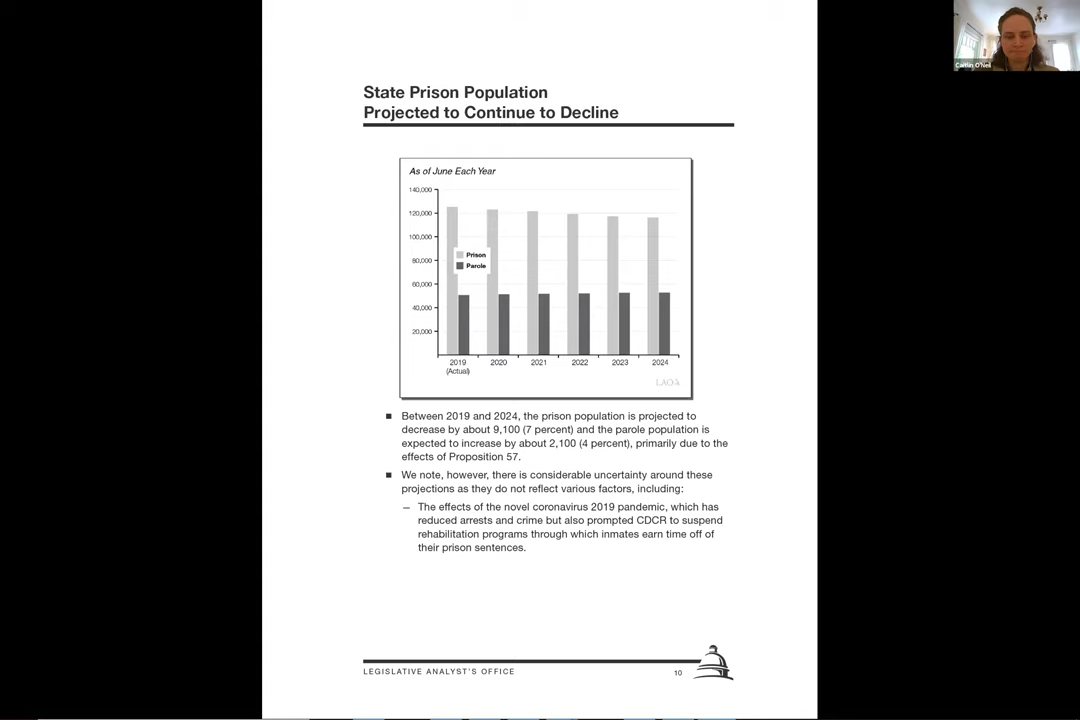 Caitlin O'Neil
State Prison Population
Projected to Continue to Decline
As of June Each Year
140,000
120,000
100,000
80,000
60,000
40,000
20,000
Prison
Parole
2019 2020 2021 2022 2023 2024
(Actual)
LAO
■ Between 2019 and 2024, the prison population is projected to
decrease by about 9,100 (7 percent) and the parole population is
expected to increase by about 2,100 (4 percent), primarily due to the
effects of Proposition 57.
■ We note, however, there is considerable uncertainty around these
projections as they do not reflect various factors, including:
— The effects of the novel coronavirus 2019 pandemic, which has
reduced arrests and crime but also prompted CDCR to suspend
rehabilitation programs through which inmates earn time off of
their prison sentences.
LEGISLATIVE ANALYST'S OFFICE 10